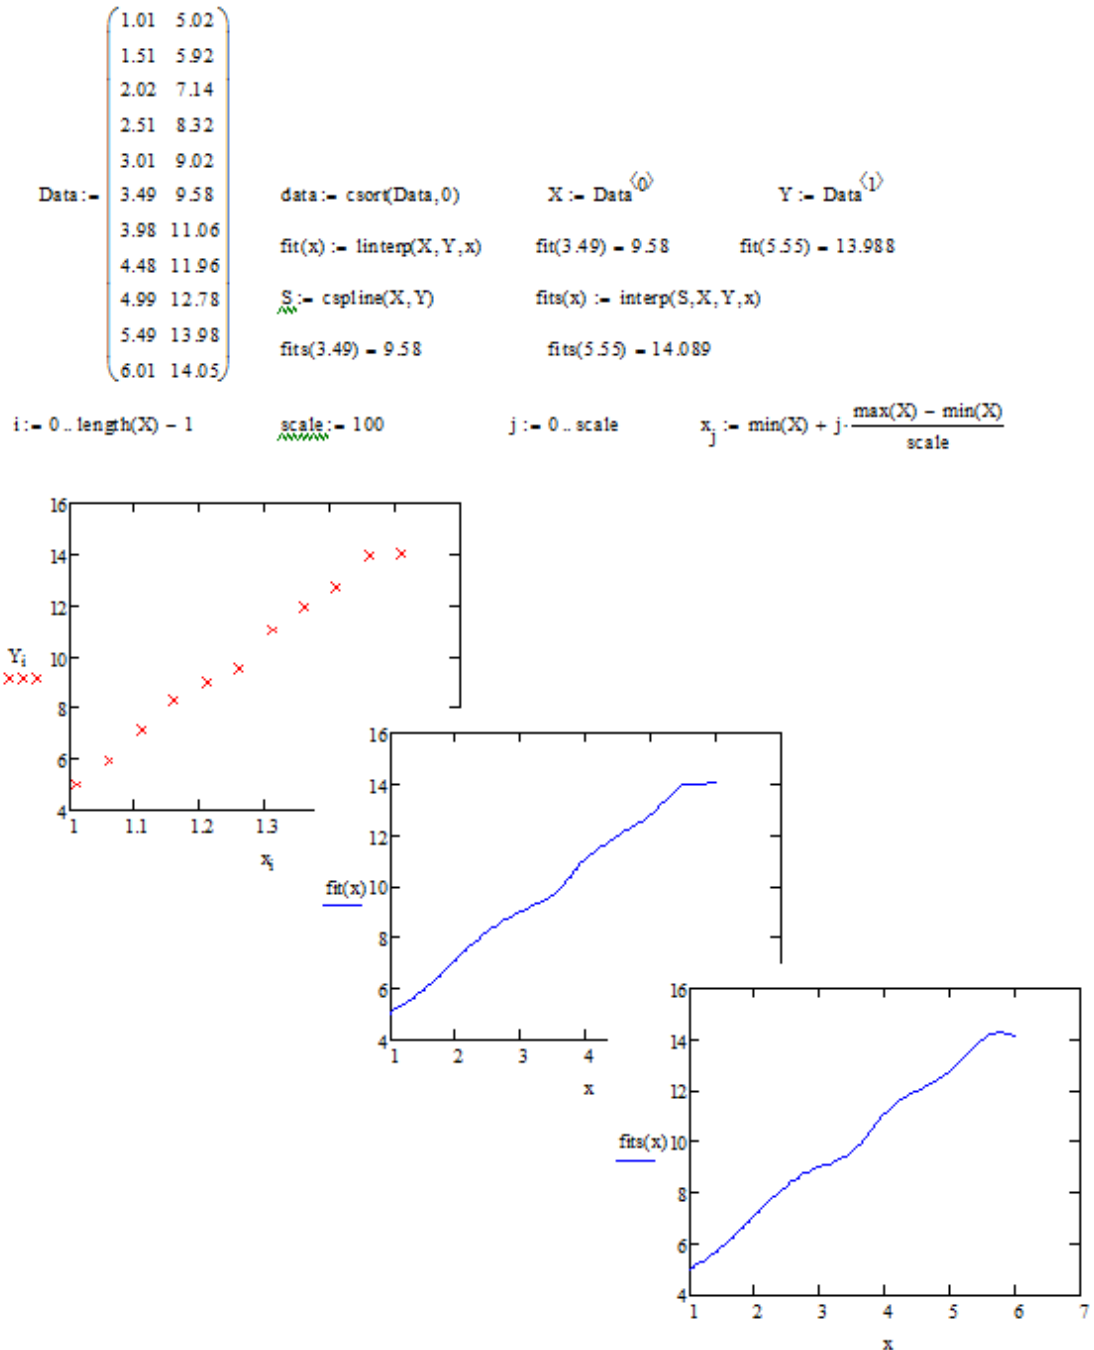 1.01 5.02
1.51 5.92
2.02 7.14
2.51 8.32
3.01 9.02
Data := 3.49 9.58 data := csort(Data,0) X := Data⟨0⟩ Y := Data⟨1⟩
3.98 11.06
fit(x) := linterp(X,Y,x) fit(3.49) = 9.58 fit(5.55) = 13.988
4.48 11.96
4.99 12.78 S := cspline(X,Y) fits(x) := interp(S,X,Y,x)
5.49 13.98
fits(3.49) = 9.58 fits(5.55) = 14.089
6.01 14.05
i := 0 .. length(X) − 1 scale := 100 j := 0 .. scale x_j := min(X) + j · (max(X) − min(X)) / scale
16
14
12
Y_i 10
8
6
4
1 1.1 1.2 1.3
x_i
16
14
12
fit(x) 10
8
6
4
1 2 3 4
x
16
14
12
fits(x) 10
8
6
4
1 2 3 4 5 6 7
x